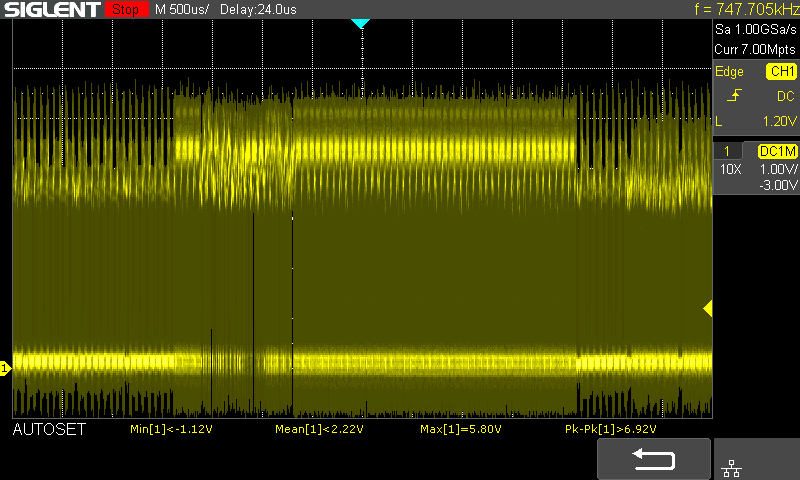 SIGLENT Stop M 500us/ Delay:24.0us f = 747.705kHz
Sa 1.00GSa/s
Curr 7.00Mpts
Edge CH1
DC
L 1.20V
1 DC1M
10X 1.00V/
-3.00V
1
AUTOSET Min[1]<-1.12V Mean[1]<2.22V Max[1]=5.80V Pk-Pk[1]>6.92V